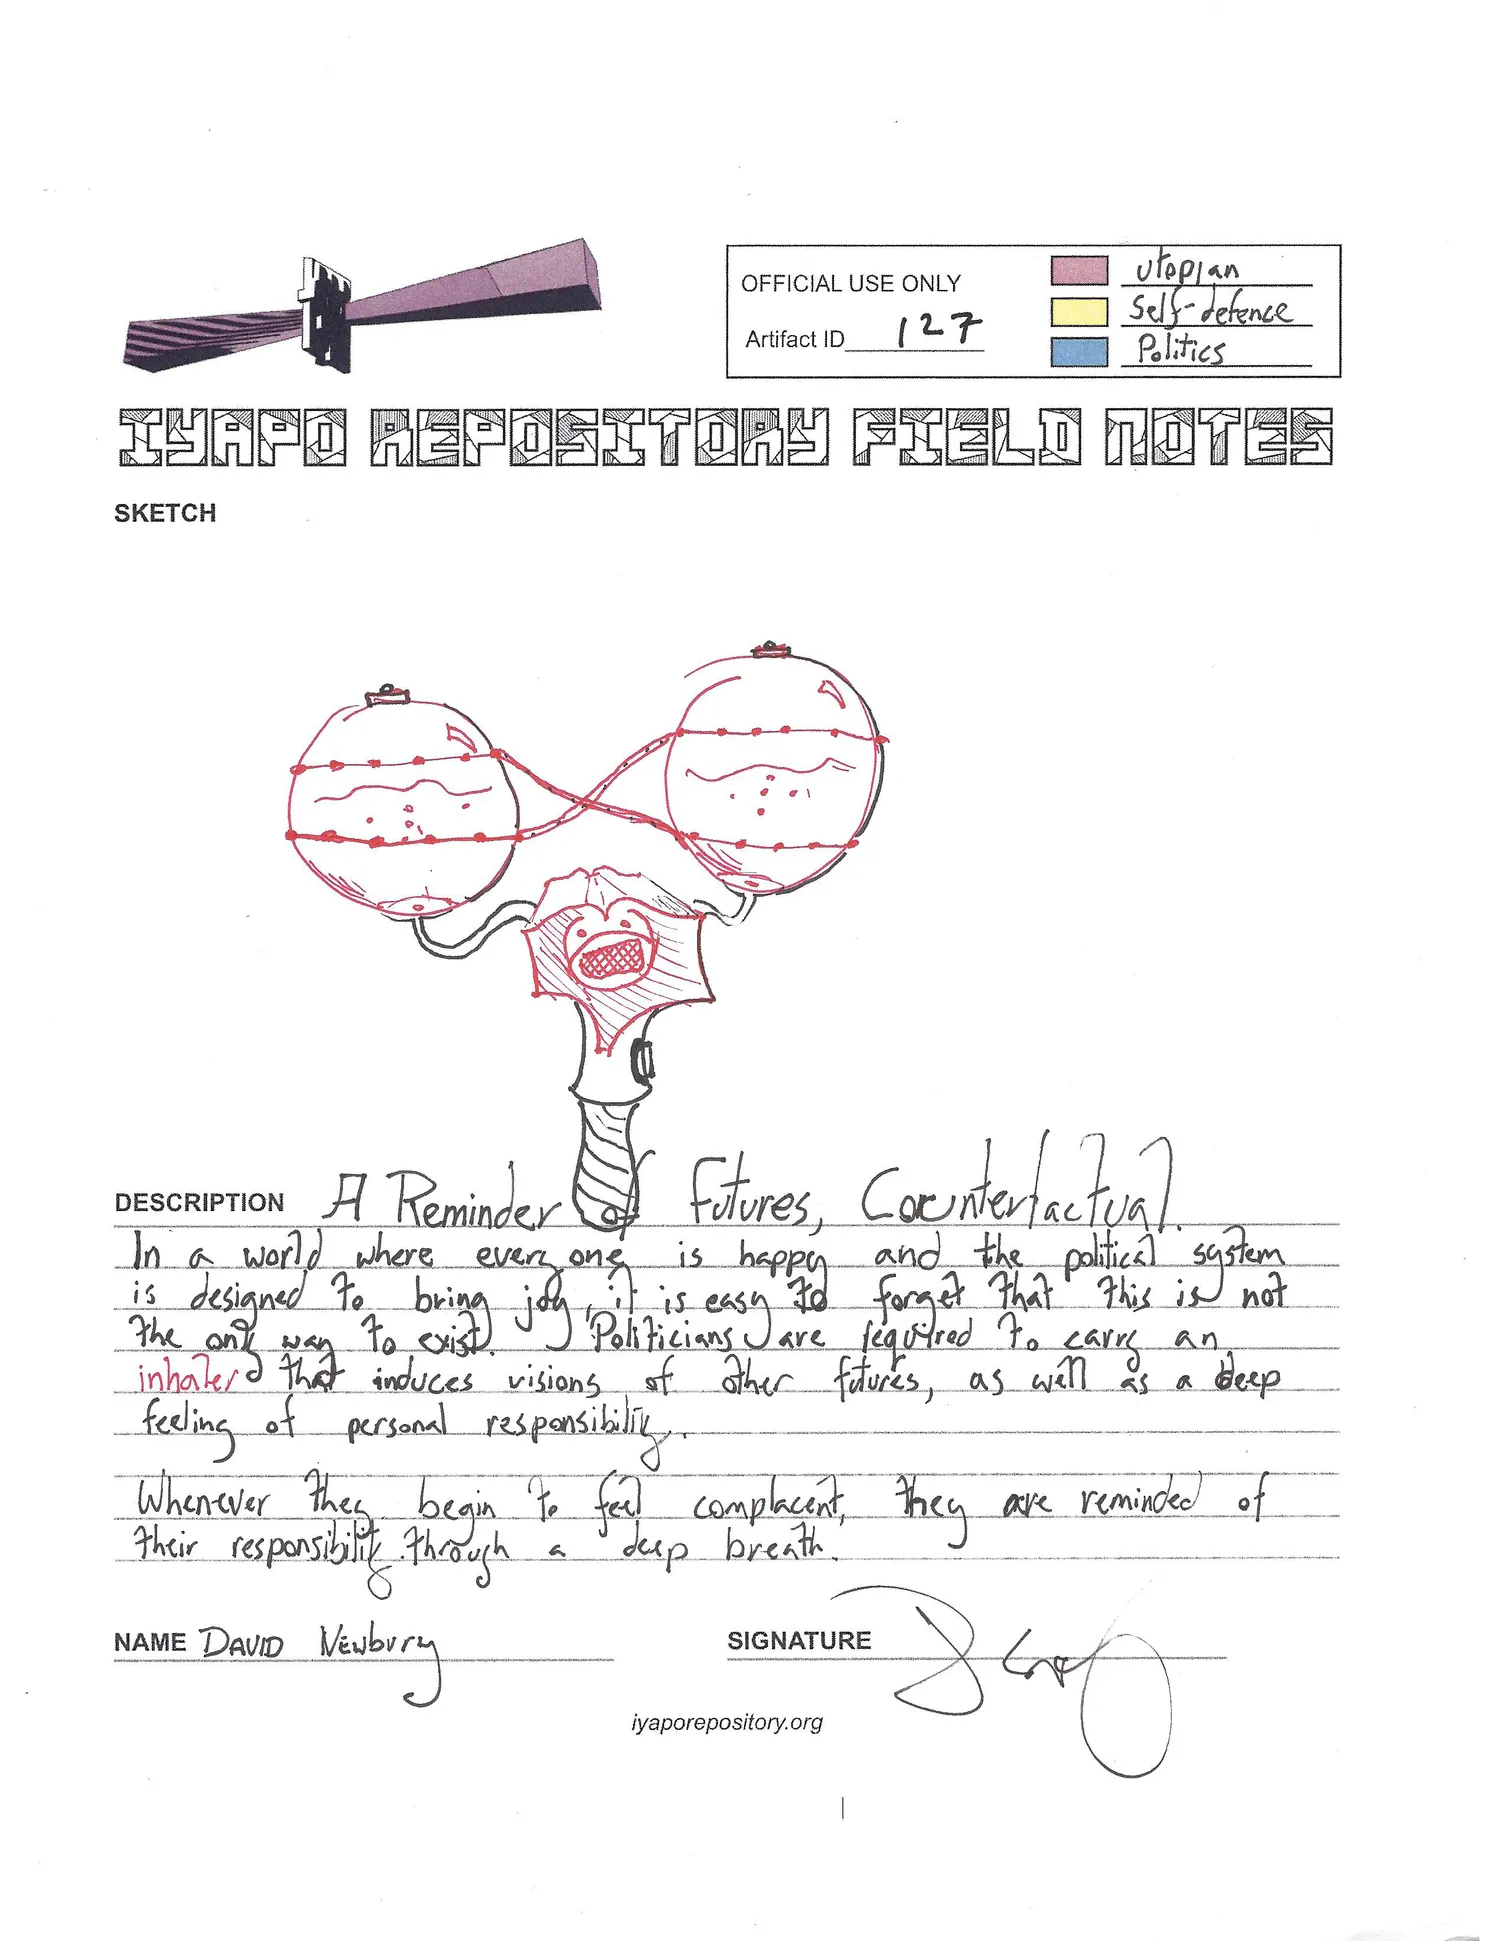 OFFICIAL USE ONLY
Artifact ID 127
Utopian
Self-defence
Politics
IYAPO REPOSITORY FIELD NOTES
SKETCH
DESCRIPTION A Reminder of Futures, Counterfactual.
In a world where everyone is happy and the political system
is designed to bring joy, it is easy to forget that this is not
the only way to exist. Politicians are required to carry an
inhaler that induces visions of other futures, as well as a deep
feeling of personal responsibility.
Whenever they begin to feel complacent, they are reminded of
their responsibility through a deep breath.
NAME DAVID Newbury
SIGNATURE
iyaporepository.org